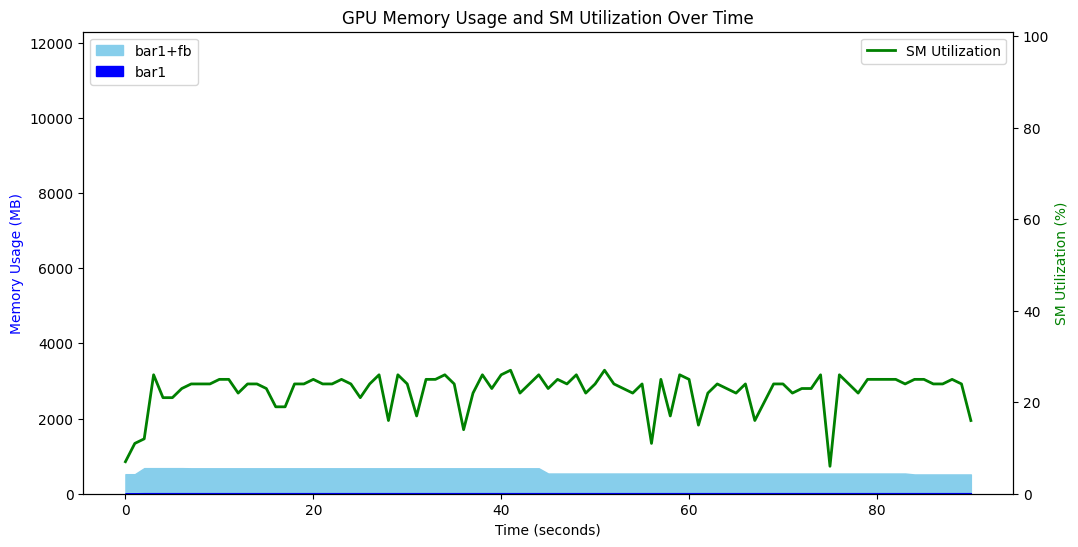 GPU Memory Usage and SM Utilization Over Time
bar1+fb
bar1
SM Utilization
12000
10000
8000
6000
4000
2000
0
Memory Usage (MB)
100
80
60
40
20
0
SM Utilization (%)
0
20
40
60
80
Time (seconds)